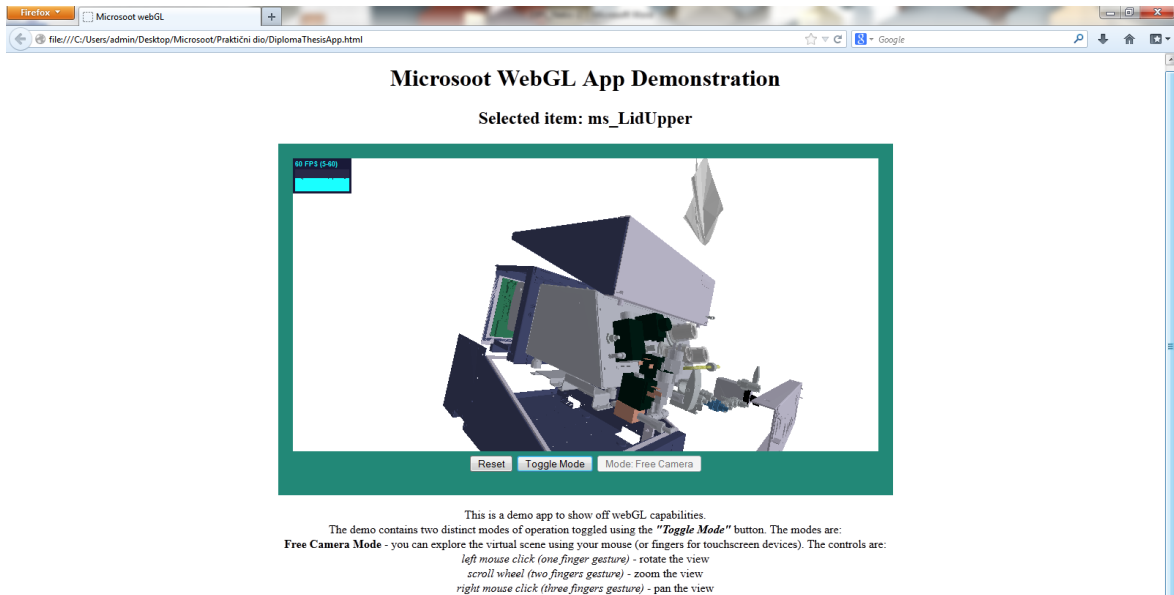 Firefox
Microsoot webGL
file:///C:/Users/admin/Desktop/Microsoot/Praktični dio/DiplomaThesisApp.html
Google
Microsoot WebGL App Demonstration
Selected item: ms_LidUpper
60 FPS (5-60)
Reset
Toggle Mode
Mode: Free Camera
This is a demo app to show off webGL capabilities.
The demo contains two distinct modes of operation toggled using the "Toggle Mode" button. The modes are:
Free Camera Mode - you can explore the virtual scene using your mouse (or fingers for touchscreen devices). The controls are:
left mouse click (one finger gesture) - rotate the view
scroll wheel (two fingers gesture) - zoom the view
right mouse click (three fingers gesture) - pan the view